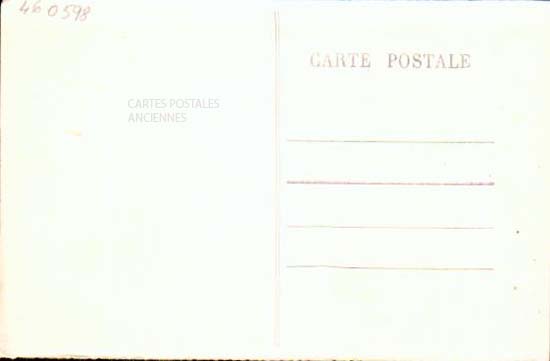 46 0598
CARTE POSTALE
CARTES POSTALES
ANCIENNES